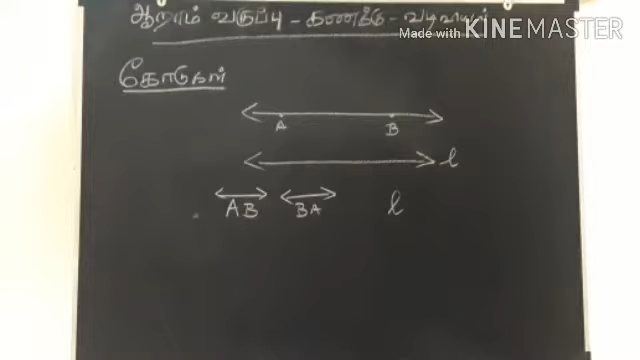 ஆறாம் வகுப்பு - கணக்கு - வடிவியல்
Made with KINEMASTER
கோடுகள்
A B
l
AB BA l